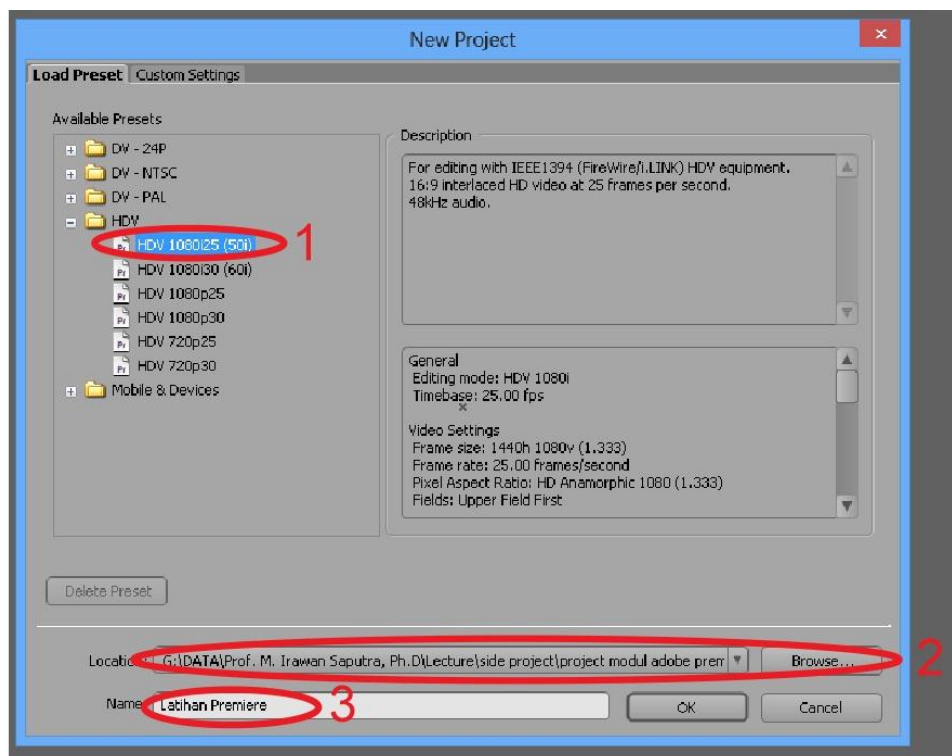 New Project
Load Preset Custom Settings
Available Presets
DV - 24P
DV - NTSC
DV - PAL
HDV
HDV 1080i25 (50i)
1
HDV 1080i30 (60i)
HDV 1080p25
HDV 1080p30
HDV 720p25
HDV 720p30
Mobile & Devices
Description
For editing with IEEE1394 (FireWire/i.LINK) HDV equipment.
16:9 interlaced HD video at 25 frames per second.
48kHz audio.
General
Editing mode: HDV 1080i
Timebase: 25.00 fps
Video Settings
Frame size: 1440h 1080v (1.333)
Frame rate: 25.00 frames/second
Pixel Aspect Ratio: HD Anamorphic 1080 (1.333)
Fields: Upper Field First
Delete Preset
Location: G:\DATA\Prof. M. Irawan Saputra, Ph.D\Lecture\side project\project modul adobe prem Browse... 2
Name: Latihan Premiere 3 OK Cancel